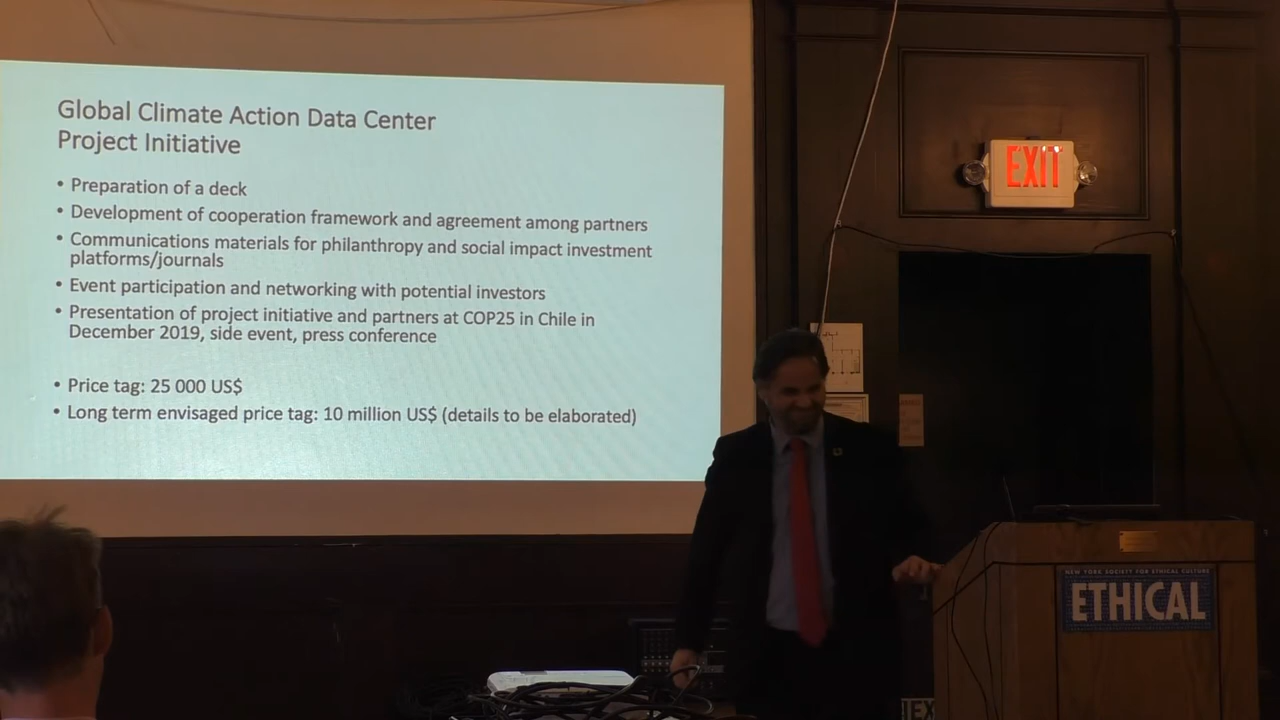 Global Climate Action Data Center
Project Initiative
• Preparation of a deck
• Development of cooperation framework and agreement among partners
• Communications materials for philanthropy and social impact investment
platforms/journals
• Event participation and networking with potential investors
• Presentation of project initiative and partners at COP25 in Chile in
December 2019, side event, press conference
• Price tag: 25 000 US$
• Long term envisaged price tag: 10 million US$ (details to be elaborated)
EXIT
NEW YORK SOCIETY FOR ETHICAL CULTURE
ETHICAL